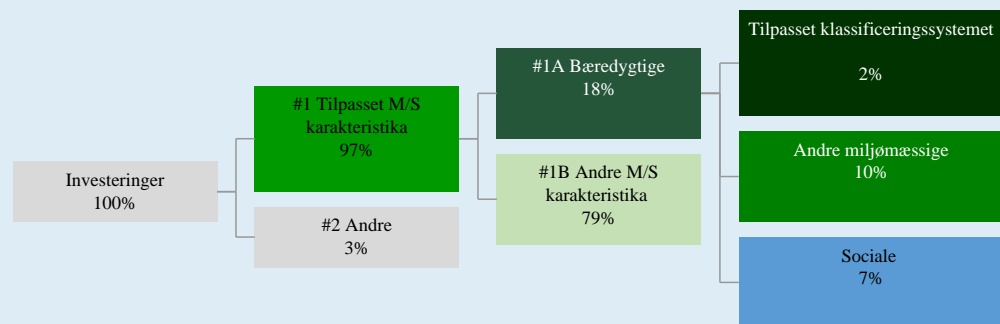 Investeringer
100%
#1 Tilpasset M/S
karakteristika
97%
#2 Andre
3%
#1A Bæredygtige
18%
#1B Andre M/S
karakteristika
79%
Tilpasset klassificeringssystemet
2%
Andre miljømæssige
10%
Sociale
7%